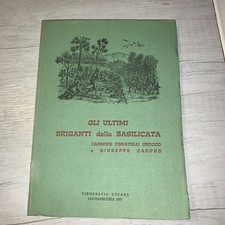 GLI ULTIMI
BRIGANTI della BASILICATA
CARMINE DONATELLI CROCCO
e GIUSEPPE CARUSO
TIPOGRAFIA LUCANA